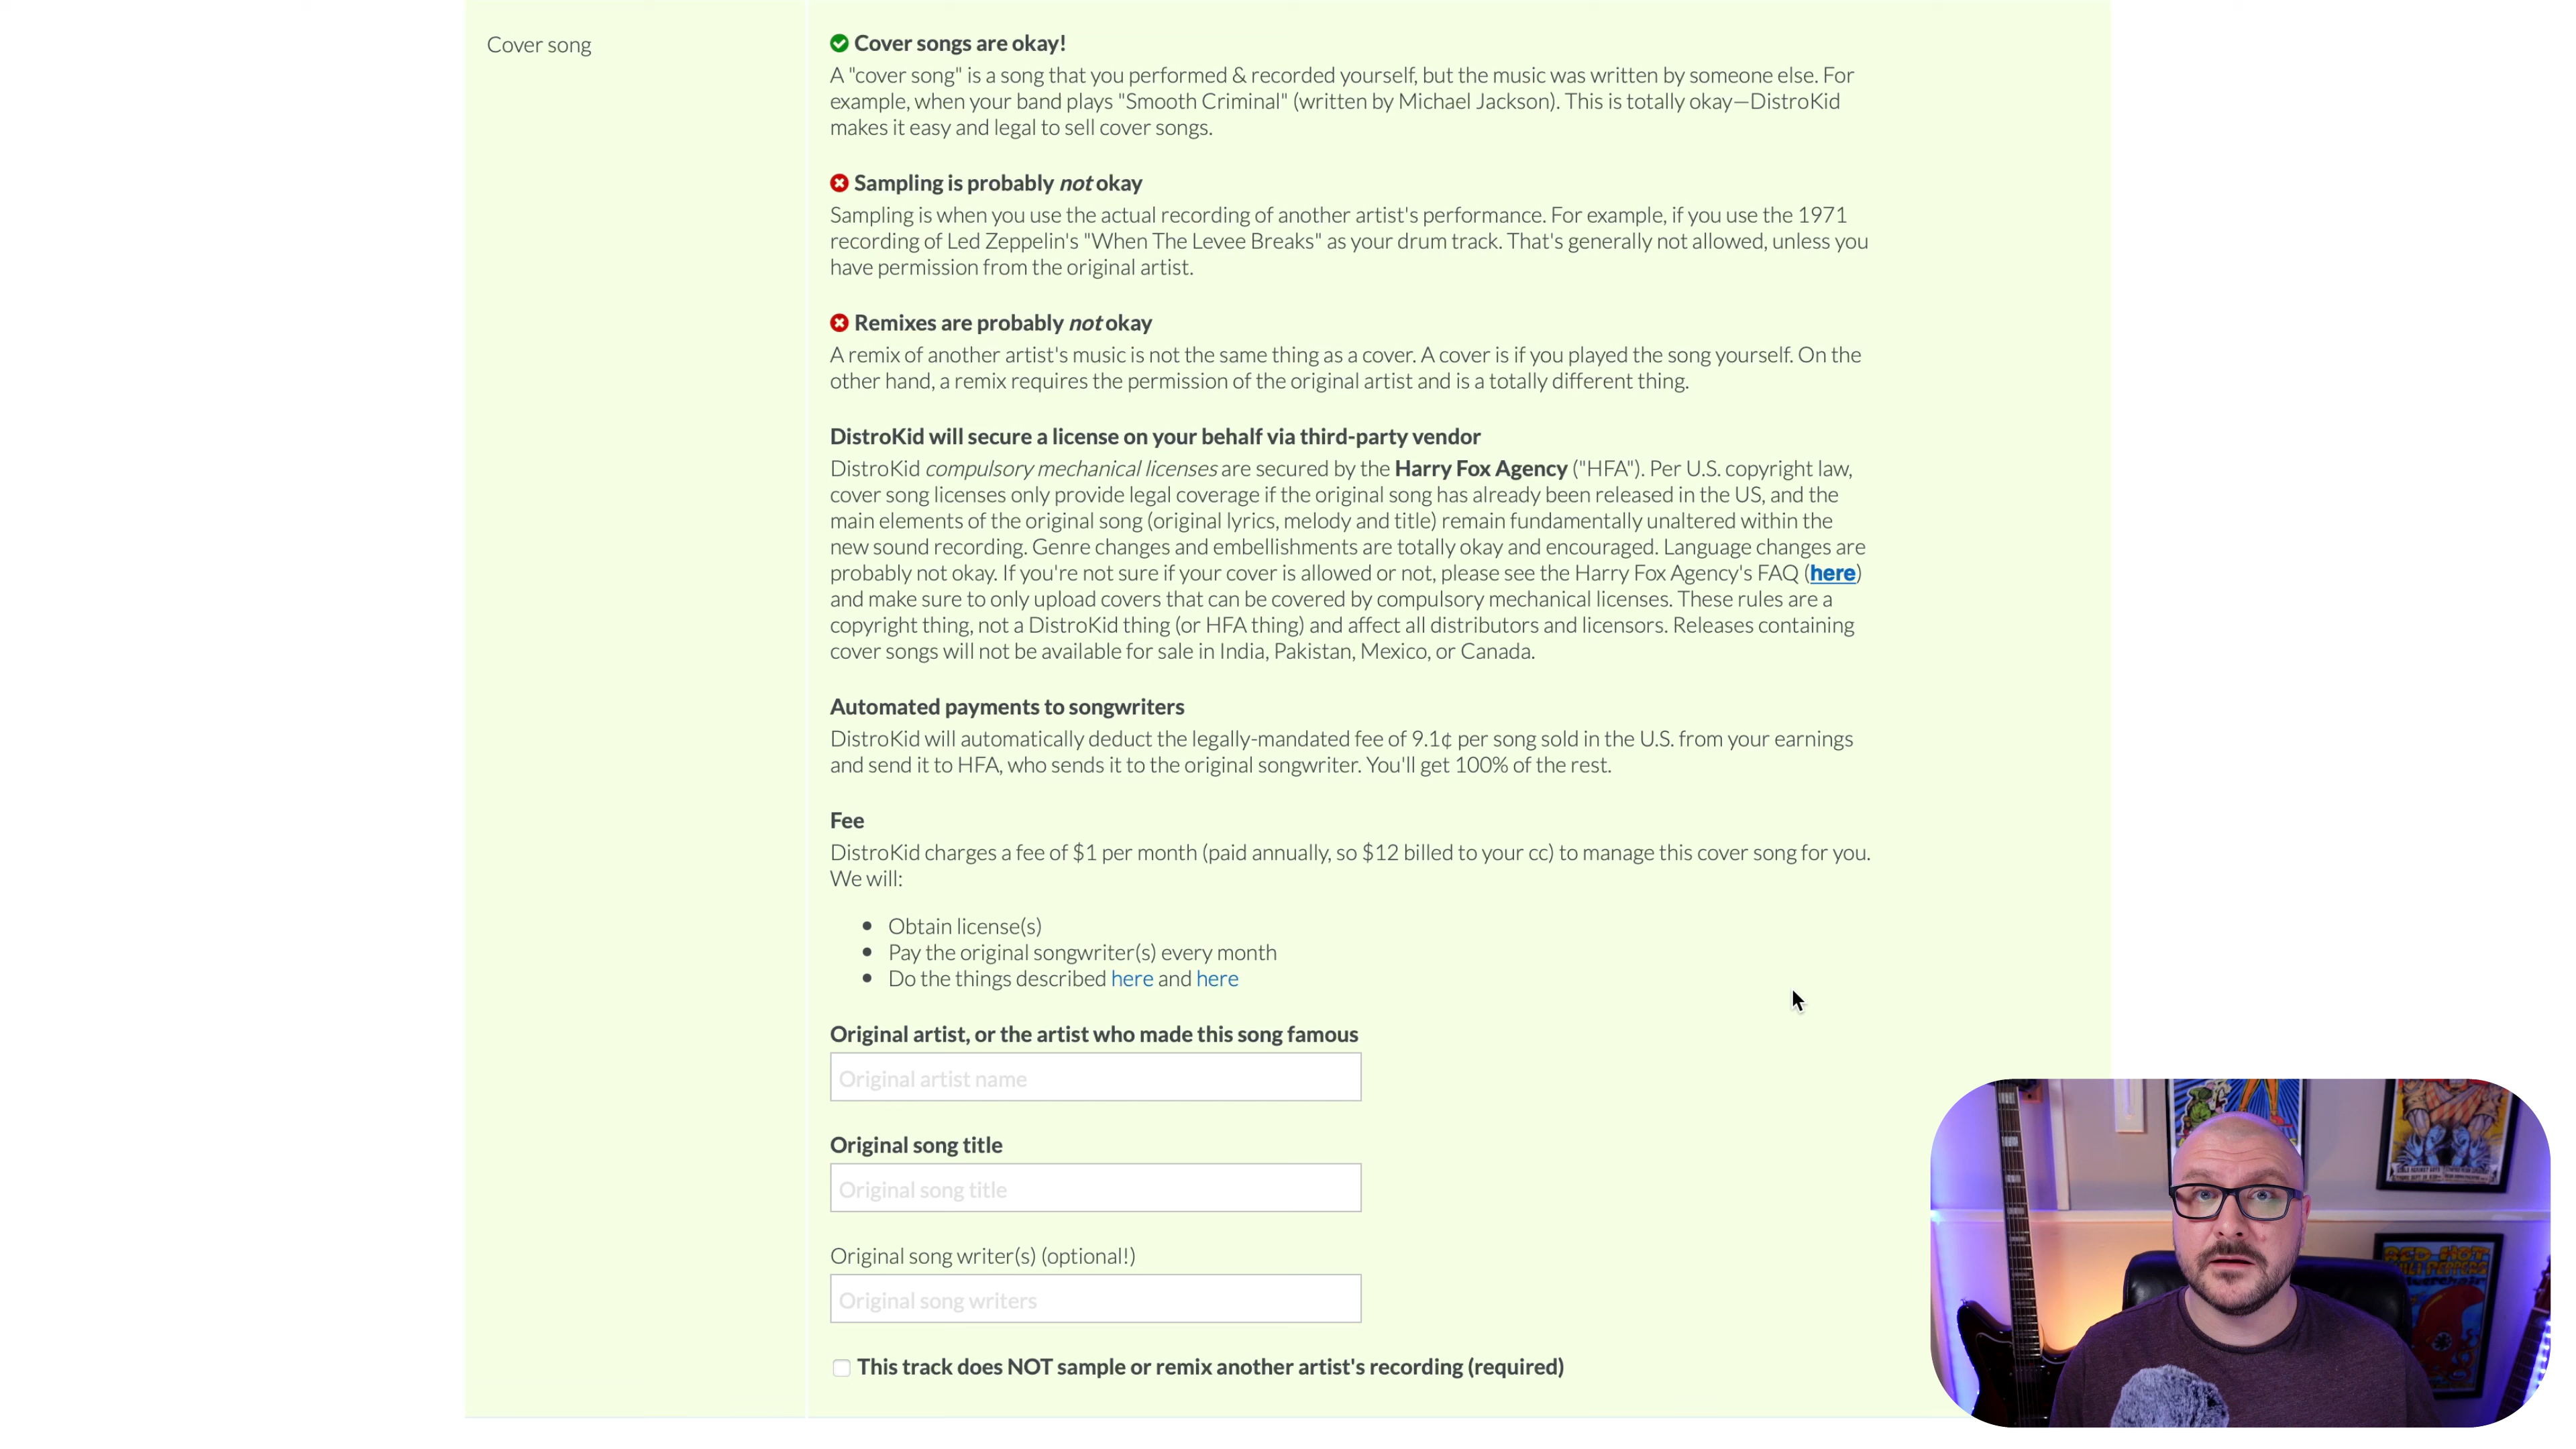 Cover song
Cover songs are okay!
A "cover song" is a song that you performed & recorded yourself, but the music was written by someone else. For
example, when your band plays "Smooth Criminal" (written by Michael Jackson). This is totally okay—DistroKid
makes it easy and legal to sell cover songs.
Sampling is probably not okay
Sampling is when you use the actual recording of another artist's performance. For example, if you use the 1971
recording of Led Zeppelin's "When The Levee Breaks" as your drum track. That's generally not allowed, unless you
have permission from the original artist.
Remixes are probably not okay
A remix of another artist's music is not the same thing as a cover. A cover is if you played the song yourself. On the
other hand, a remix requires the permission of the original artist and is a totally different thing.
DistroKid will secure a license on your behalf via third-party vendor
DistroKid compulsory mechanical licenses are secured by the Harry Fox Agency ("HFA"). Per U.S. copyright law,
cover song licenses only provide legal coverage if the original song has already been released in the US, and the
main elements of the original song (original lyrics, melody and title) remain fundamentally unaltered within the
new sound recording. Genre changes and embellishments are totally okay and encouraged. Language changes are
probably not okay. If you're not sure if your cover is allowed or not, please see the Harry Fox Agency's FAQ (here)
and make sure to only upload covers that can be covered by compulsory mechanical licenses. These rules are a
copyright thing, not a DistroKid thing (or HFA thing) and affect all distributors and licensors. Releases containing
cover songs will not be available for sale in India, Pakistan, Mexico, or Canada.
Automated payments to songwriters
DistroKid will automatically deduct the legally-mandated fee of 9.1¢ per song sold in the U.S. from your earnings
and send it to HFA, who sends it to the original songwriter. You'll get 100% of the rest.
Fee
DistroKid charges a fee of $1 per month (paid annually, so $12 billed to your cc) to manage this cover song for you.
We will:
• Obtain license(s)
• Pay the original songwriter(s) every month
• Do the things described here and here
Original artist, or the artist who made this song famous
Original artist name
Original song title
Original song title
Original song writer(s) (optional!)
Original song writers
This track does NOT sample or remix another artist's recording (required)
RED HOT